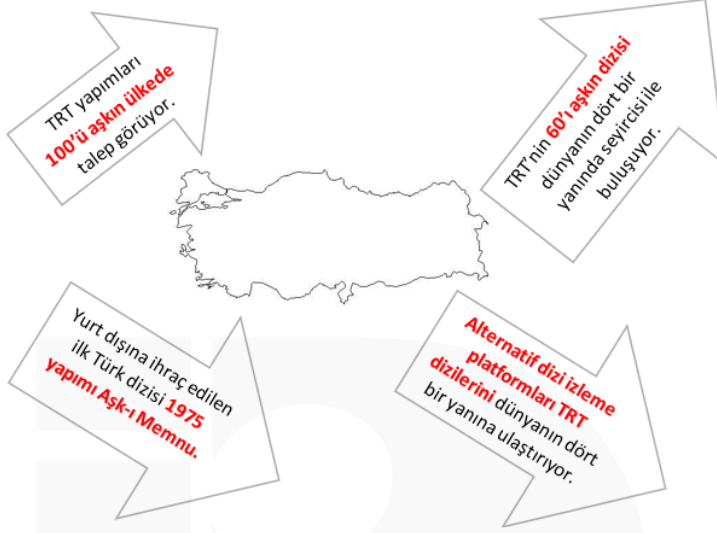 TRT yapımları
100'ü aşkın ülkede
talep görüyor.
TRT'nin 60'ı aşkın dizisi
dünyanın dört bir
yanında seyircisi ile
buluşuyor.
Yurt dışına ihraç edilen
ilk Türk dizisi 1975
yapımı Aşk-ı Memnu.
Alternatif dizi izleme
platformları TRT
dizilerini dünyanın dört
bir yanına ulaştırıyor.